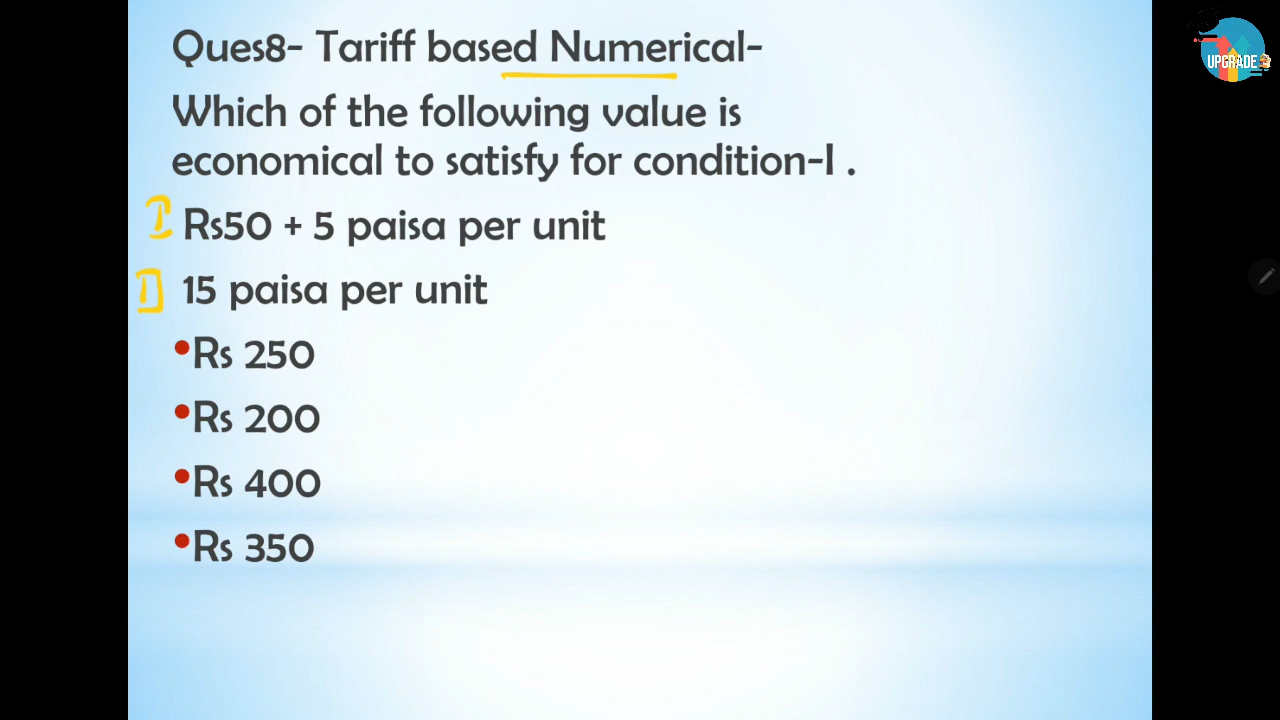 Ques8- Tariff based Numerical-
UPGRADE
Which of the following value is
economical to satisfy for condition-I .
I Rs50 + 5 paisa per unit
II 15 paisa per unit
•Rs 250
•Rs 200
•Rs 400
•Rs 350